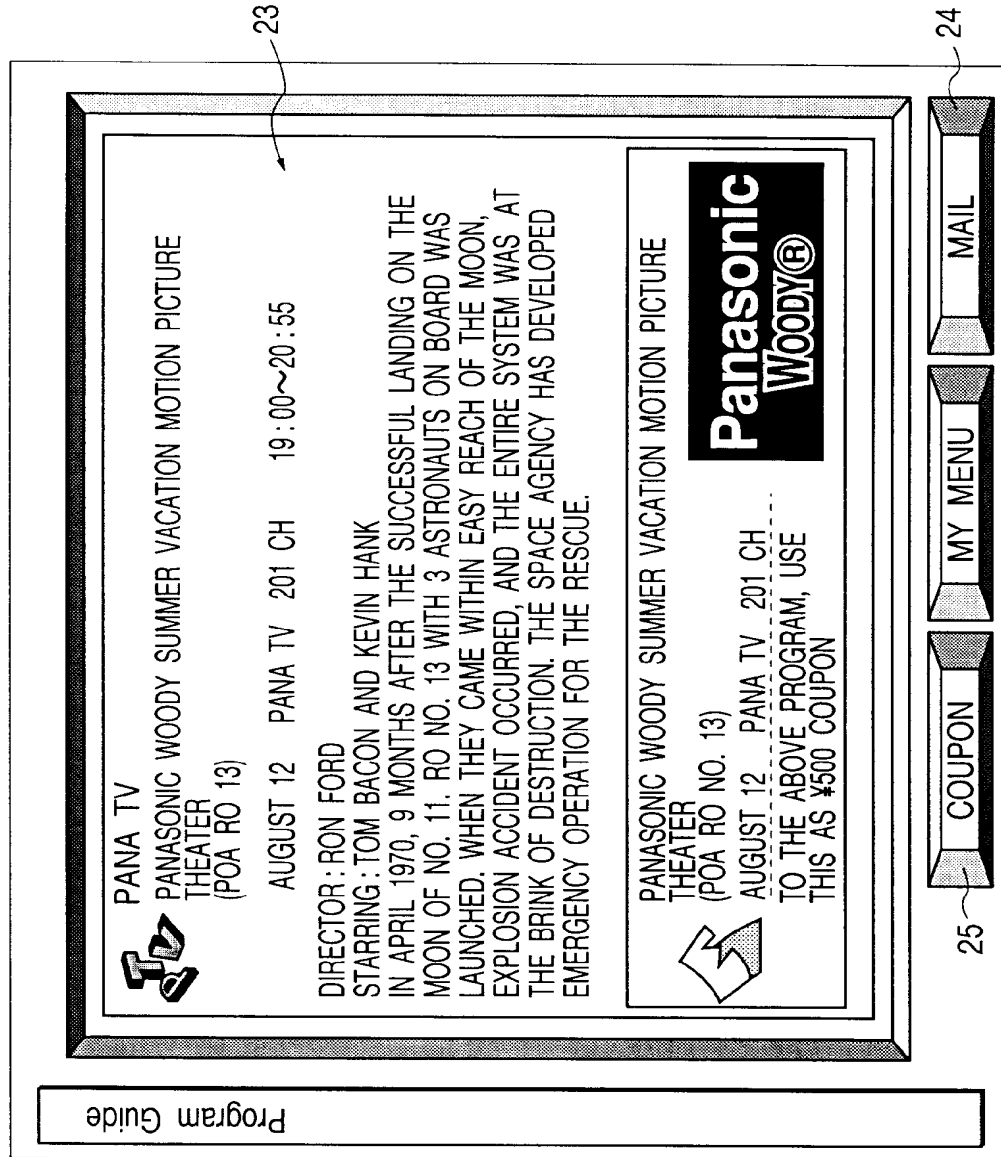 Program Guide
PTV
PANA TV
PANASONIC WOODY SUMMER VACATION MOTION PICTURE
THEATER
(POA RO 13)
AUGUST 12 PANA TV 201 CH 19:00~20:55
23
DIRECTOR: RON FORD
STARRING: TOM BACON AND KEVIN HANK
IN APRIL 1970, 9 MONTHS AFTER THE SUCCESSFUL LANDING ON THE
MOON OF NO. 11. RO NO. 13 WITH 3 ASTRONAUTS ON BOARD WAS
LAUNCHED. WHEN THEY CAME WITHIN EASY REACH OF THE MOON,
EXPLOSION ACCIDENT OCCURRED, AND THE ENTIRE SYSTEM WAS AT
THE BRINK OF DESTRUCTION. THE SPACE AGENCY HAS DEVELOPED
EMERGENCY OPERATION FOR THE RESCUE.
PANASONIC WOODY SUMMER VACATION MOTION PICTURE
THEATER
(POA RO NO. 13)
AUGUST 12 PANA TV 201 CH
TO THE ABOVE PROGRAM, USE
THIS AS ¥500 COUPON
Panasonic
WOODY®
COUPON
MY MENU
MAIL
25
24